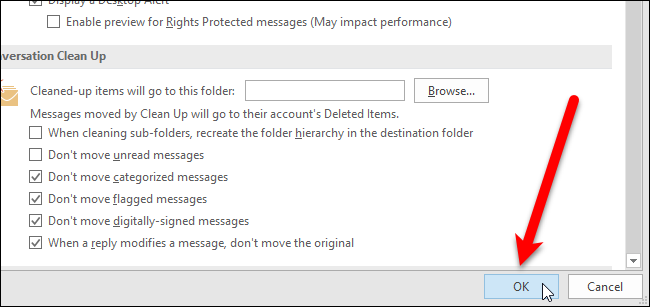 Display a Desktop Alert
Enable preview for Rights Protected messages (May impact performance)
nversation Clean Up
Cleaned-up items will go to this folder:
Browse...
Messages moved by Clean Up will go to their account's Deleted Items.
When cleaning sub-folders, recreate the folder hierarchy in the destination folder
Don't move unread messages
Don't move categorized messages
Don't move flagged messages
Don't move digitally-signed messages
When a reply modifies a message, don't move the original
OK
Cancel